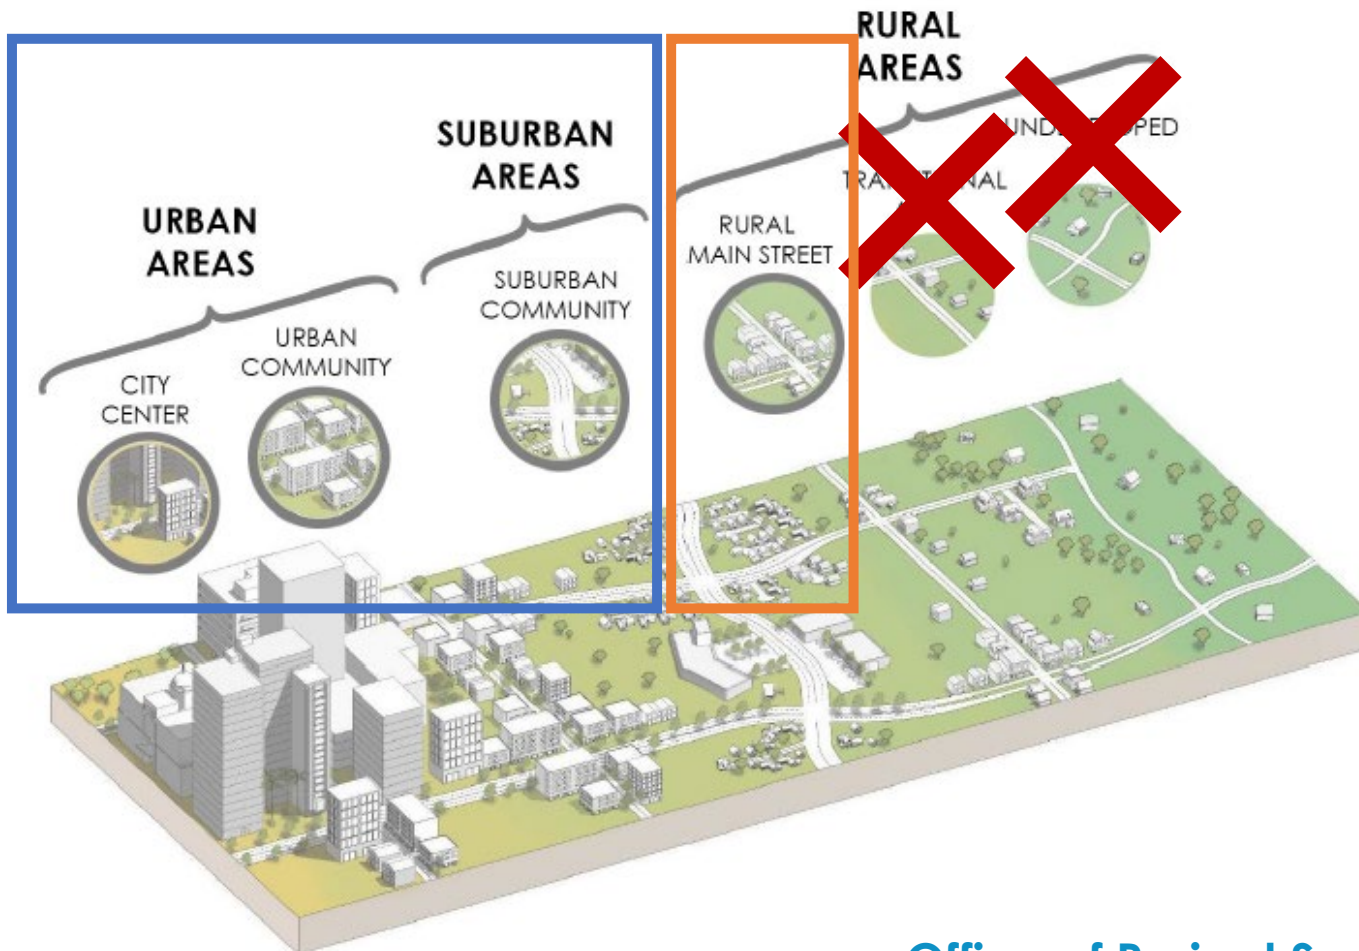 RURAL
AREAS
SUBURBAN
AREAS
URBAN
AREAS
RURAL
MAIN STREET
SUBURBAN
COMMUNITY
URBAN
COMMUNITY
CITY
CENTER